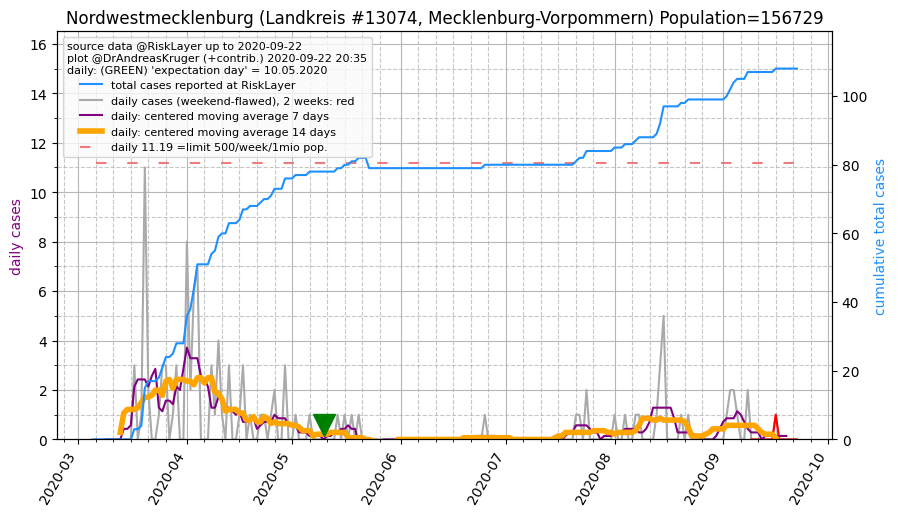 Nordwestmecklenburg (Landkreis #13074, Mecklenburg-Vorpommern) Population=156729
source data @RiskLayer up to 2020-09-22
plot @DrAndreasKruger (+contrib.) 2020-09-22 20:35
daily: (GREEN) 'expectation day' = 10.05.2020
total cases reported at RiskLayer
daily cases (weekend-flawed), 2 weeks: red
daily: centered moving average 7 days
daily: centered moving average 14 days
daily 11.19 =limit 500/week/1mio pop.
daily cases
16
14
12
10
8
6
4
2
0
cumulative total cases
100
80
60
40
20
0
2020-03
2020-04
2020-05
2020-06
2020-07
2020-08
2020-09
2020-10